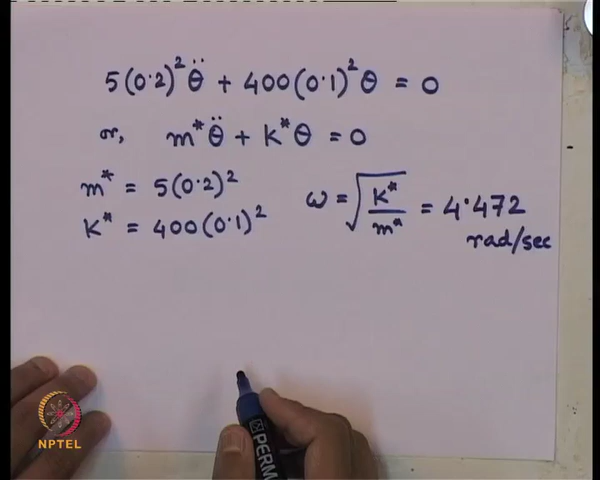 5(0.2)²θ̈ + 400(0.1)²θ = 0
or, m*θ̈ + K*θ = 0
m* = 5(0.2)²
K* = 400(0.1)²
ω = √(K*/m*) = 4.472
rad/sec
NPTEL
PERM